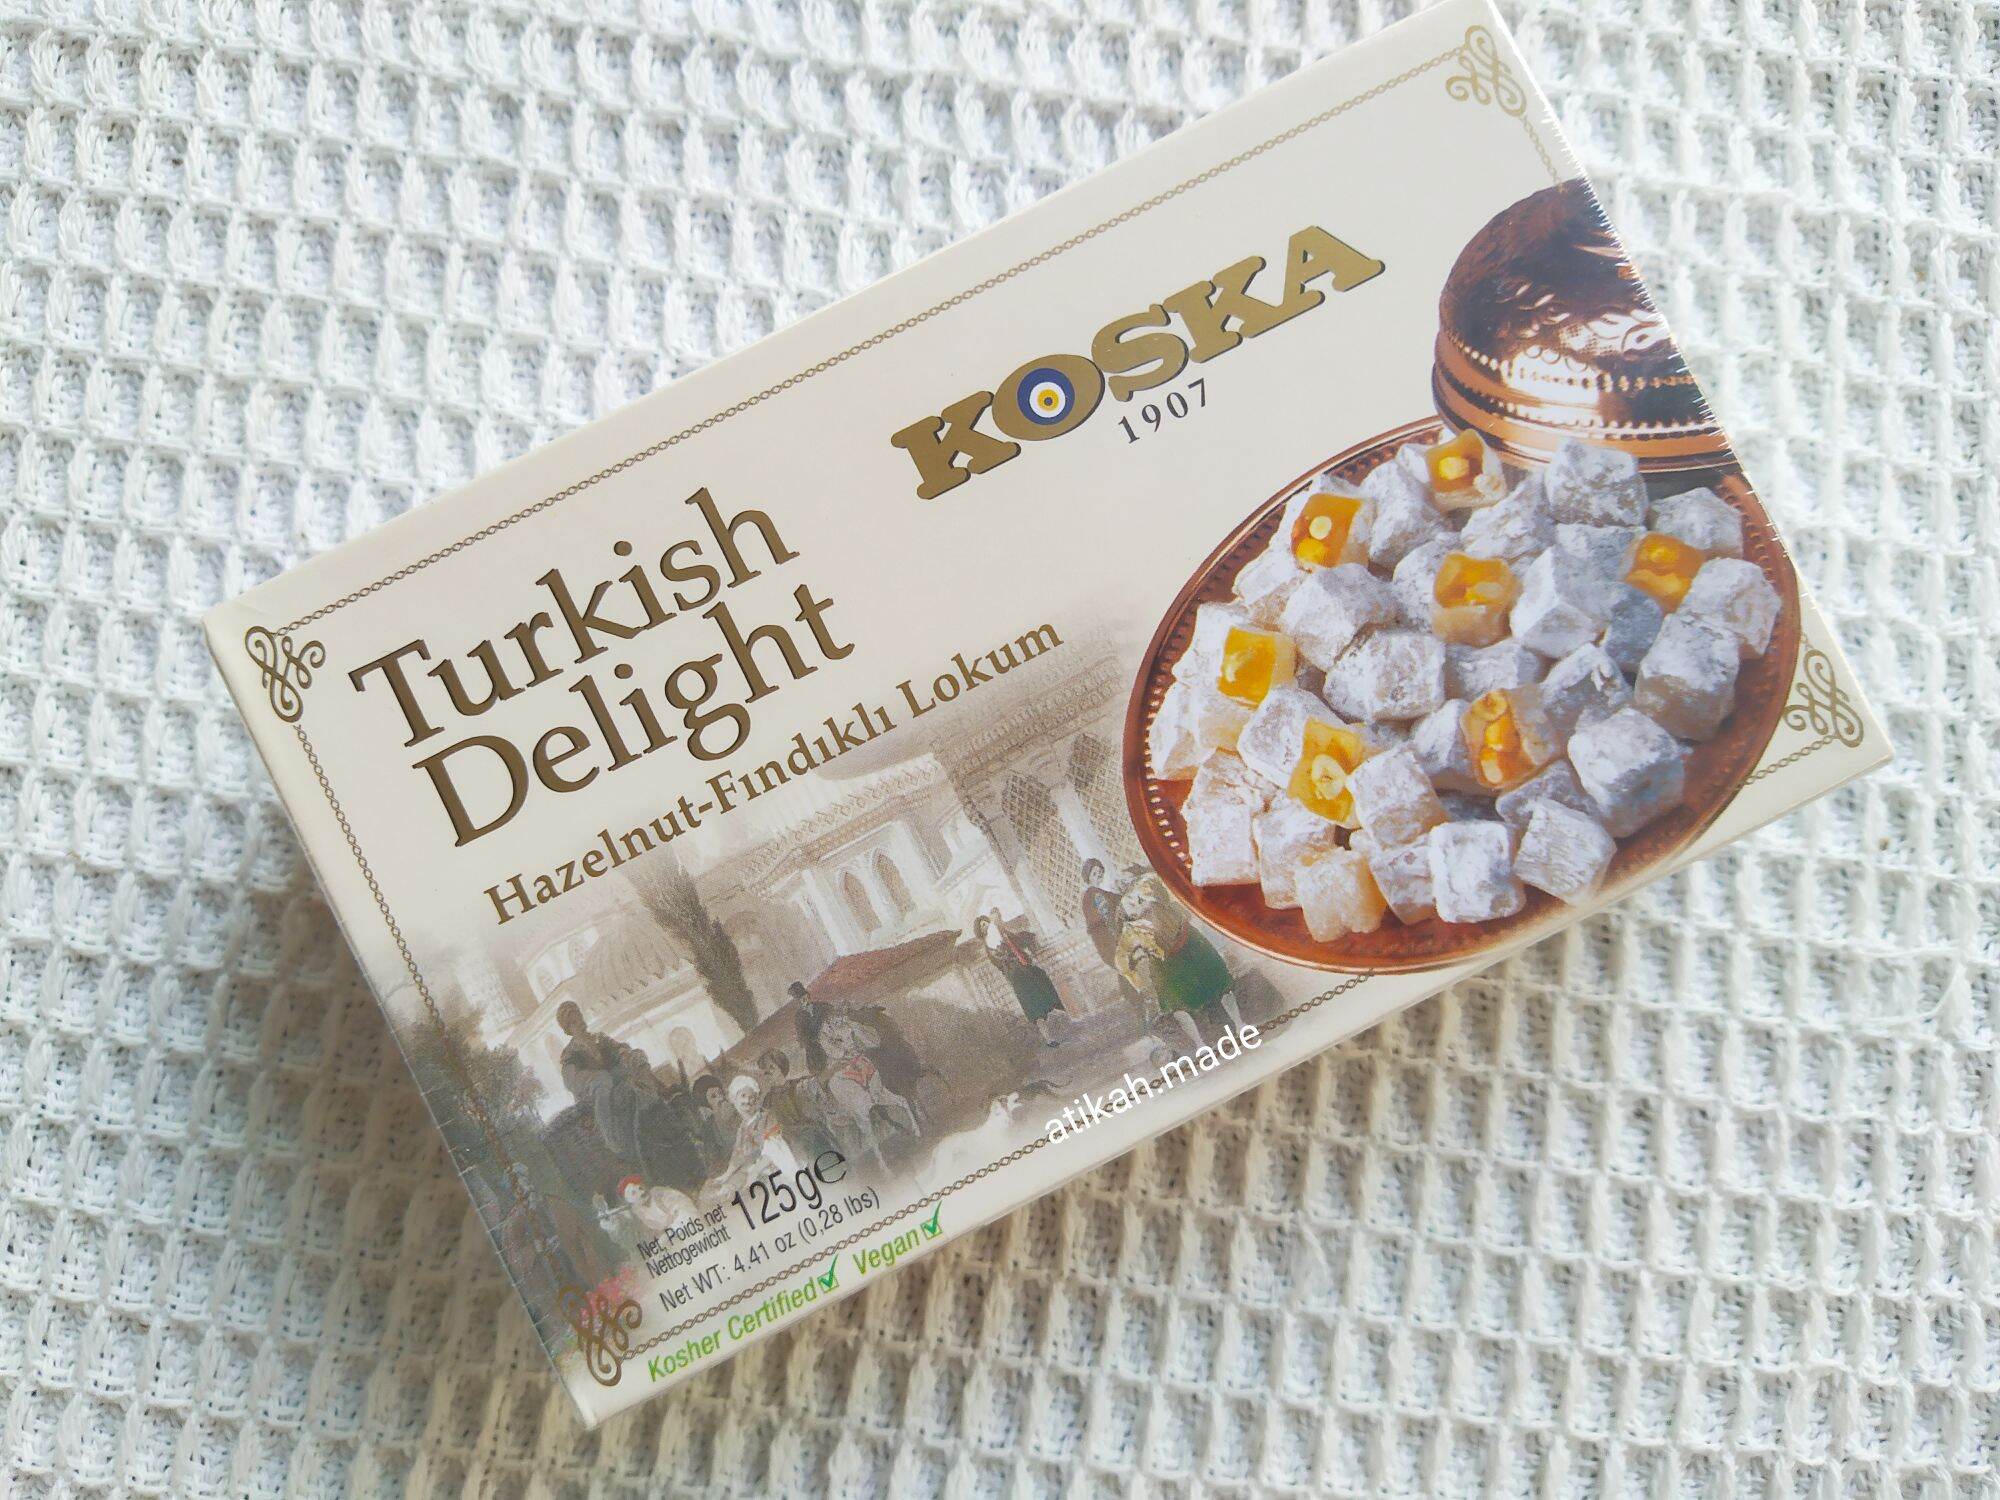 KOSKA
1907
Turkish
Delight
Hazelnut-Fındıklı Lokum
Net, Poids net
Nettogewicht
125g℮
Net WT: 4.41 oz (0,28 lbs)
Kosher Certified Vegan
atikah.made